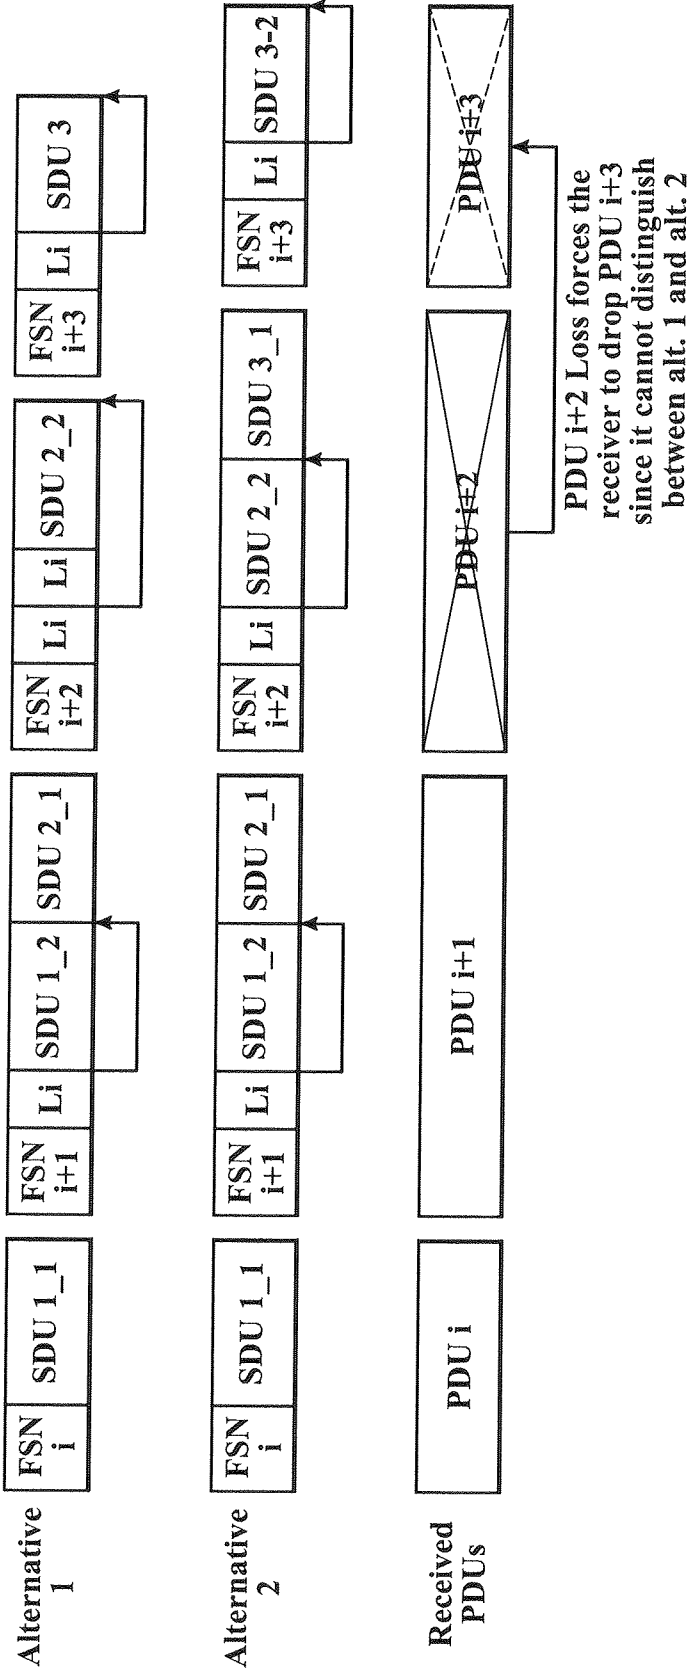 Alternative
1
FSN
i
SDU 1_1
FSN
i+1
Li
SDU 1_2
SDU 2_1
FSN
i+2
Li
Li
SDU 2_2
FSN
i+3
Li
SDU 3
Alternative
2
FSN
i
SDU 1_1
FSN
i+1
Li
SDU 1_2
SDU 2_1
FSN
i+2
Li
SDU 2_2
SDU 3_1
FSN
i+3
Li
SDU 3-2
Received
PDUs
PDU i
PDU i+1
PDU i+2
PDU i+3
PDU i+2 Loss forces the
receiver to drop PDU i+3
since it cannot distinguish
between alt. 1 and alt. 2